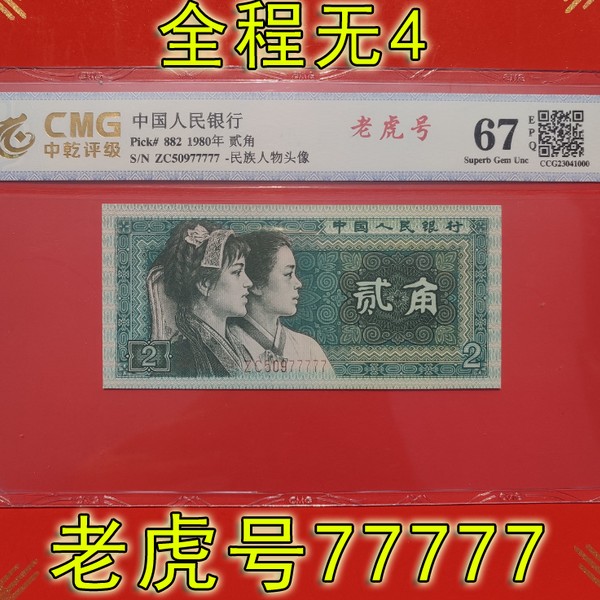 全程无4
CMG
中乾评级
中国人民银行
Pick# 882 1980年 贰角
S/N ZC50977777 -民族人物头像
老虎号
67
EPQ
Superb Gem Unc
CCG23041000
中国人民银行
贰角
2
2
ZC50977777
CMG
老虎号77777